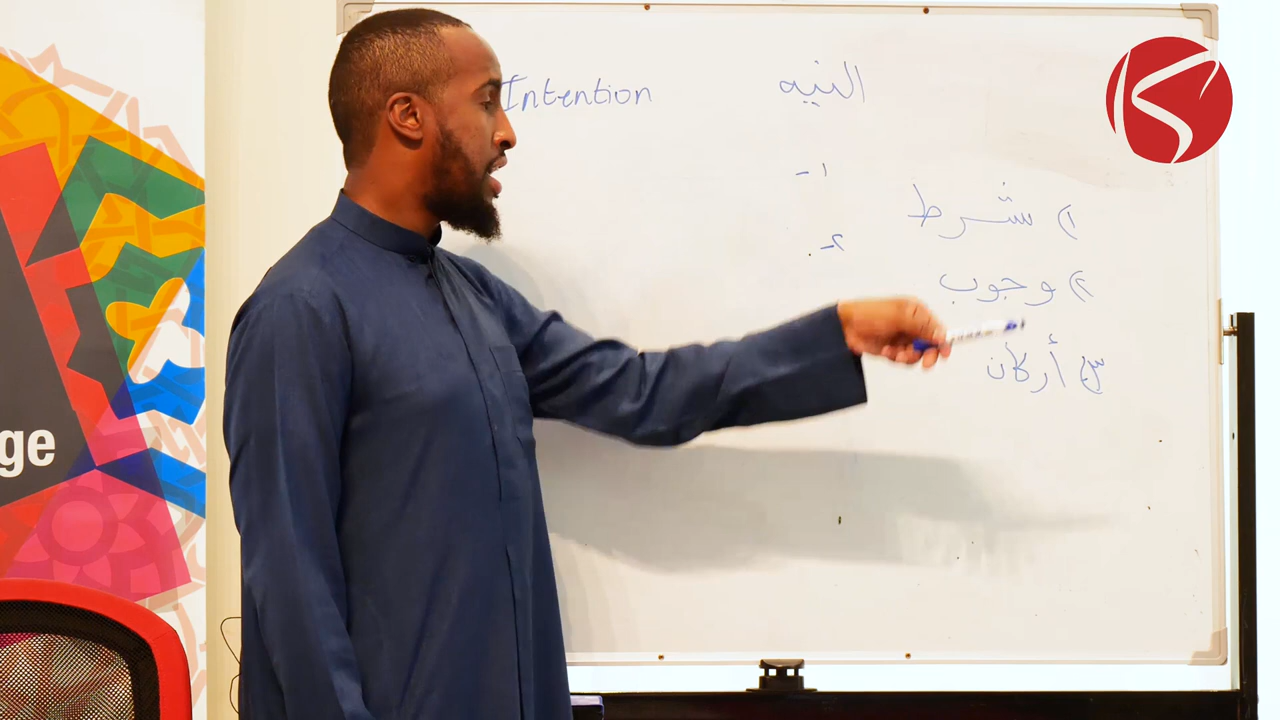 Intention النيه
١-
٢-
١) شرط
٢) وجوب
٣) أركان
ge